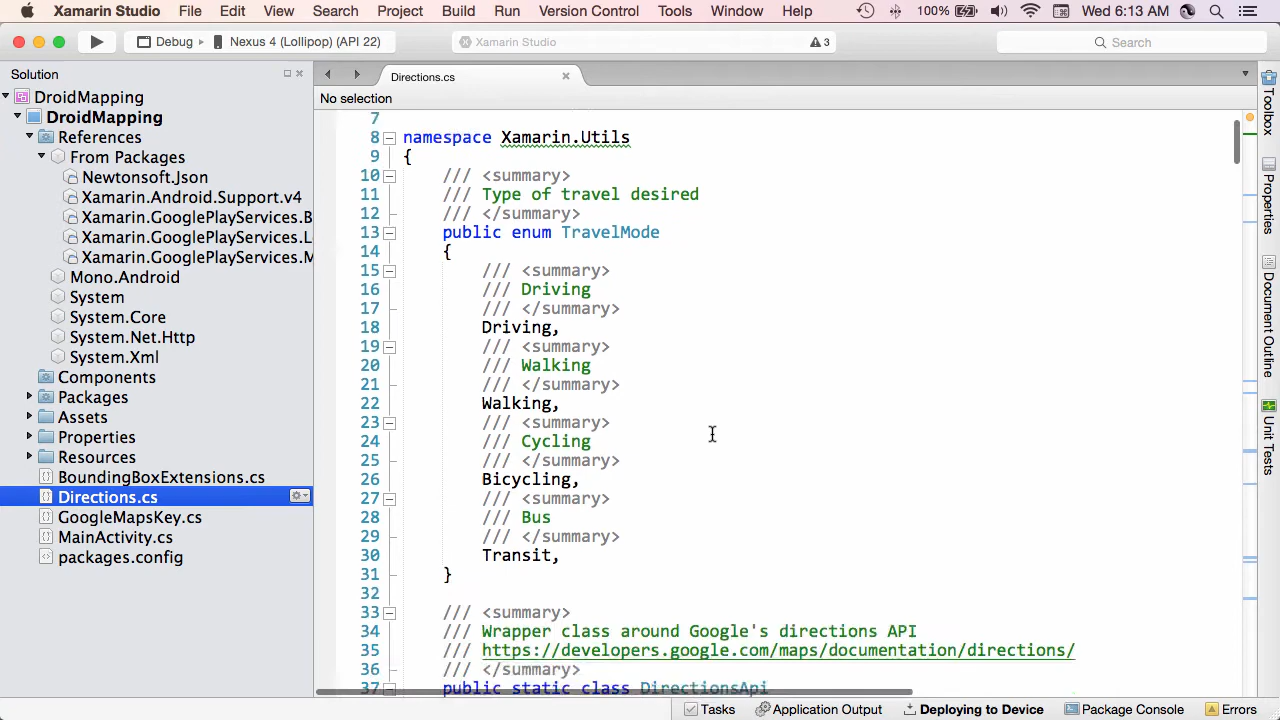 Xamarin Studio File Edit View Search Project Build Run Version Control Tools Window Help 100% Wed 6:13 AM
Debug Nexus 4 (Lollipop) (API 22) Xamarin Studio 3 Search
Solution
DroidMapping
DroidMapping
References
From Packages
Newtonsoft.Json
Xamarin.Android.Support.v4
Xamarin.GooglePlayServices.B
Xamarin.GooglePlayServices.L
Xamarin.GooglePlayServices.M
Mono.Android
System
System.Core
System.Net.Http
System.Xml
Components
Packages
Assets
Properties
Resources
BoundingBoxExtensions.cs
Directions.cs
GoogleMapsKey.cs
MainActivity.cs
packages.config
Directions.cs
No selection
7
8 namespace Xamarin.Utils
9 {
10 /// <summary>
11 /// Type of travel desired
12 /// </summary>
13 public enum TravelMode
14 {
15 /// <summary>
16 /// Driving
17 /// </summary>
18 Driving,
19 /// <summary>
20 /// Walking
21 /// </summary>
22 Walking,
23 /// <summary>
24 /// Cycling
25 /// </summary>
26 Bicycling,
27 /// <summary>
28 /// Bus
29 /// </summary>
30 Transit,
31 }
32
33 /// <summary>
34 /// Wrapper class around Google's directions API
35 /// https://developers.google.com/maps/documentation/directions/
36 /// </summary>
37 public static class DirectionsApi
Toolbox
Properties
Document Outline
Unit Tests
Tasks Application Output Deploying to Device Package Console Errors